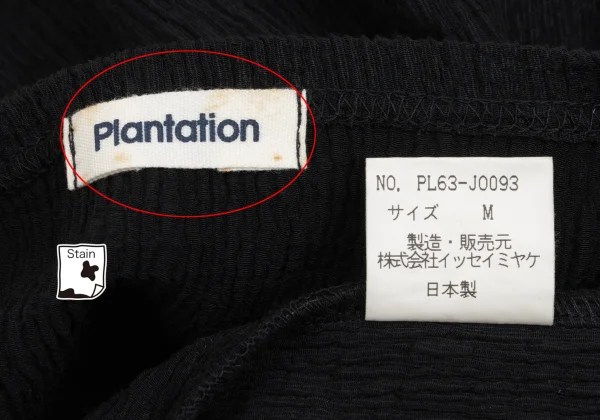 Plantation
Stain
NO. PL63-J0093
サイズ M
製造・販売元
株式会社イッセイミヤケ
日本製